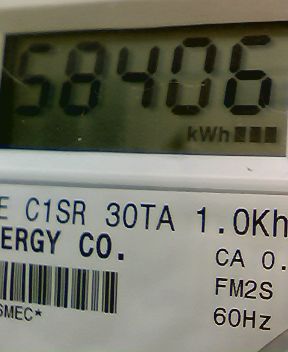 58406
kWh
E C1SR 30TA 1.0Kh
ERGY CO.
CA 0.
FM2S
SMEC*
60Hz